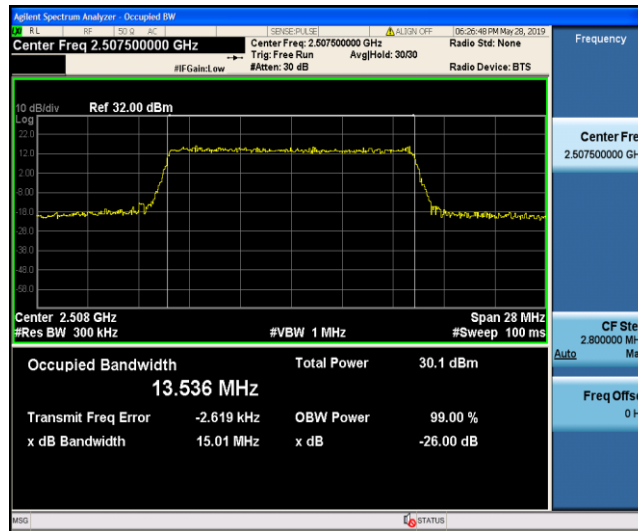 Agilent Spectrum Analyzer - Occupied BW
RL RF 50 Ω AC SENSE:PULSE ALIGN OFF 06:26:48 PM May 28, 2019
Center Freq 2.507500000 GHz
Center Freq: 2.507500000 GHz
Radio Std: None
Trig: Free Run Avg|Hold: 30/30
#IFGain:Low
#Atten: 30 dB
Radio Device: BTS
10 dB/div Ref 32.00 dBm
Log
22.0
12.0
2.00
-8.00
-18.0
-28.0
-38.0
-48.0
-58.0
Center 2.508 GHz Span 28 MHz
#Res BW 300 kHz #VBW 1 MHz #Sweep 100 ms
Occupied Bandwidth Total Power 30.1 dBm
13.536 MHz
Transmit Freq Error -2.619 kHz OBW Power 99.00 %
x dB Bandwidth 15.01 MHz x dB -26.00 dB
MSG STATUS
Frequency
Center Fre
2.507500000 GH
CF Ste
2.800000 MH
Auto Ma
Freq Offse
0 H